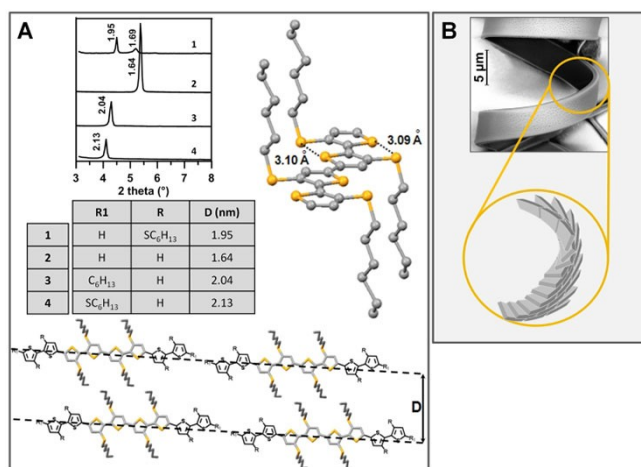 A
1.95
1.69
1
1.64
2
2.04
3
2.13
4
3 4 5 6 7 8
2 theta (°)
3.09 Å
3.10 Å
R1 R D (nm)
1 H SC₆H₁₃ 1.95
2 H H 1.64
3 C₆H₁₃ H 2.04
4 SC₆H₁₃ H 2.13
D
B
5 µm